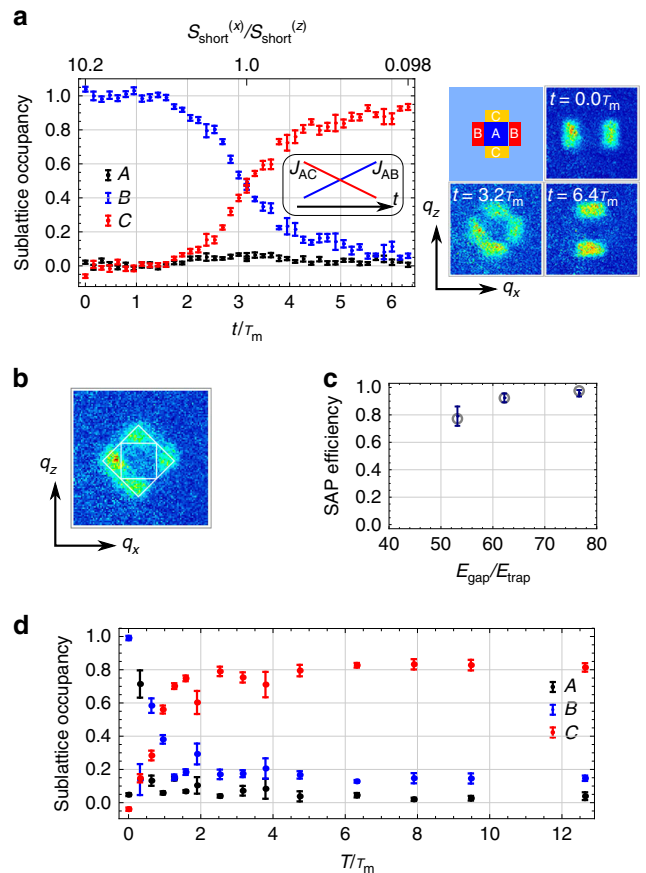 a
S_short^(x)/S_short^(z)
10.2 1.0 0.098
1.0
0.8
0.6
0.4
0.2
0.0
Sublattice occupancy
A
B
C
J_AC J_AB
t
0 1 2 3 4 5 6
t/τ_m
C
B A B
C
t = 0.0τ_m
t = 3.2τ_m
t = 6.4τ_m
q_z
q_x
b
q_z
q_x
c
1.0
0.8
0.6
0.4
0.2
0.0
SAP efficiency
40 50 60 70 80
E_gap/E_trap
d
1.0
0.8
0.6
0.4
0.2
0.0
Sublattice occupancy
A
B
C
0 2 4 6 8 10 12
T/τ_m